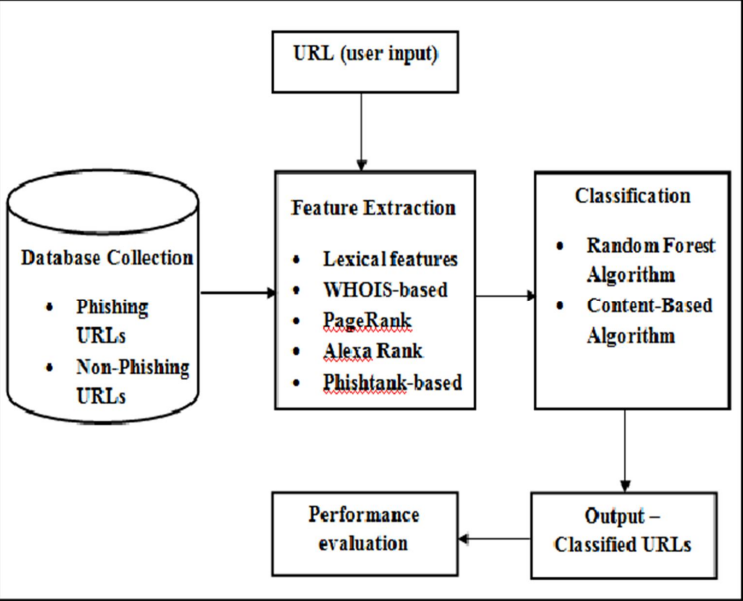 URL (user input)
Database Collection
• Phishing
URLs
• Non-Phishing
URLs
Feature Extraction
• Lexical features
• WHOIS-based
• PageRank
• Alexa Rank
• Phishtank-based
Classification
• Random Forest
Algorithm
• Content-Based
Algorithm
Output –
Classified URLs
Performance
evaluation